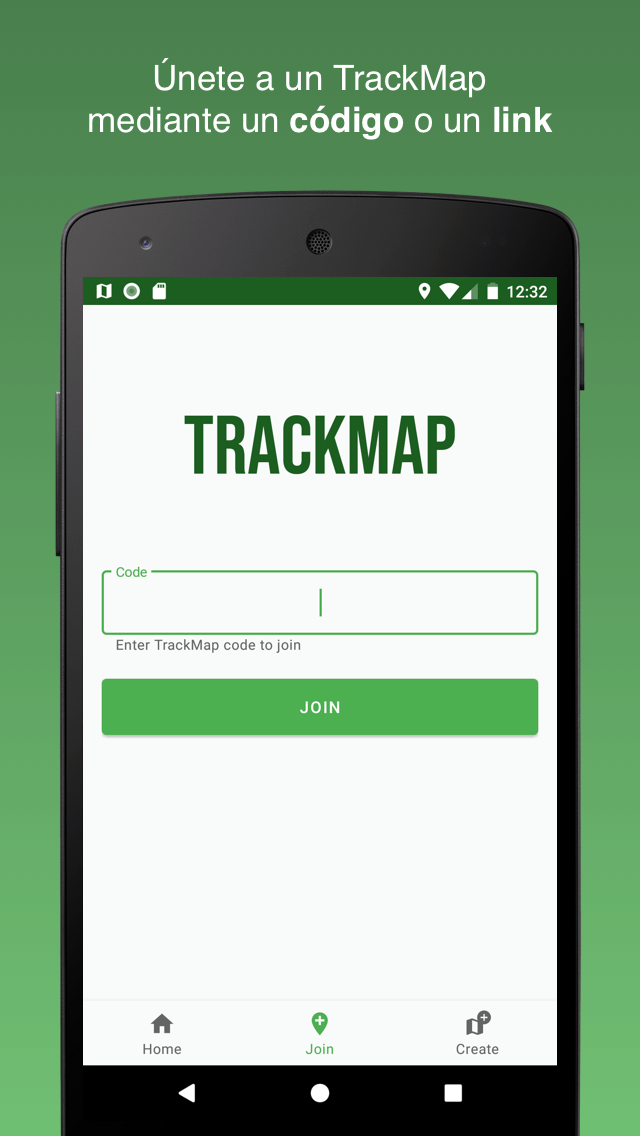 Únete a un TrackMap
mediante un código o un link
12:32
TRACKMAP
Code
Enter TrackMap code to join
JOIN
Home
Join
Create